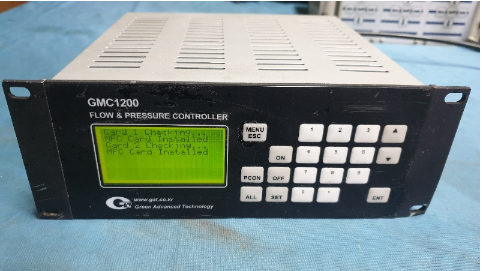 GMC1200
FLOW & PRESSURE CONTROLLER
Card 1 Checking...
MFC Card Installed
Card 2 Checking...
MFC Card Installed
MENU
ESC
1 2 3
ON
4 5 6
PCON OFF
7 8 9
ALL SET
0
ENT
www.gat.co.kr
Green Advanced Technology